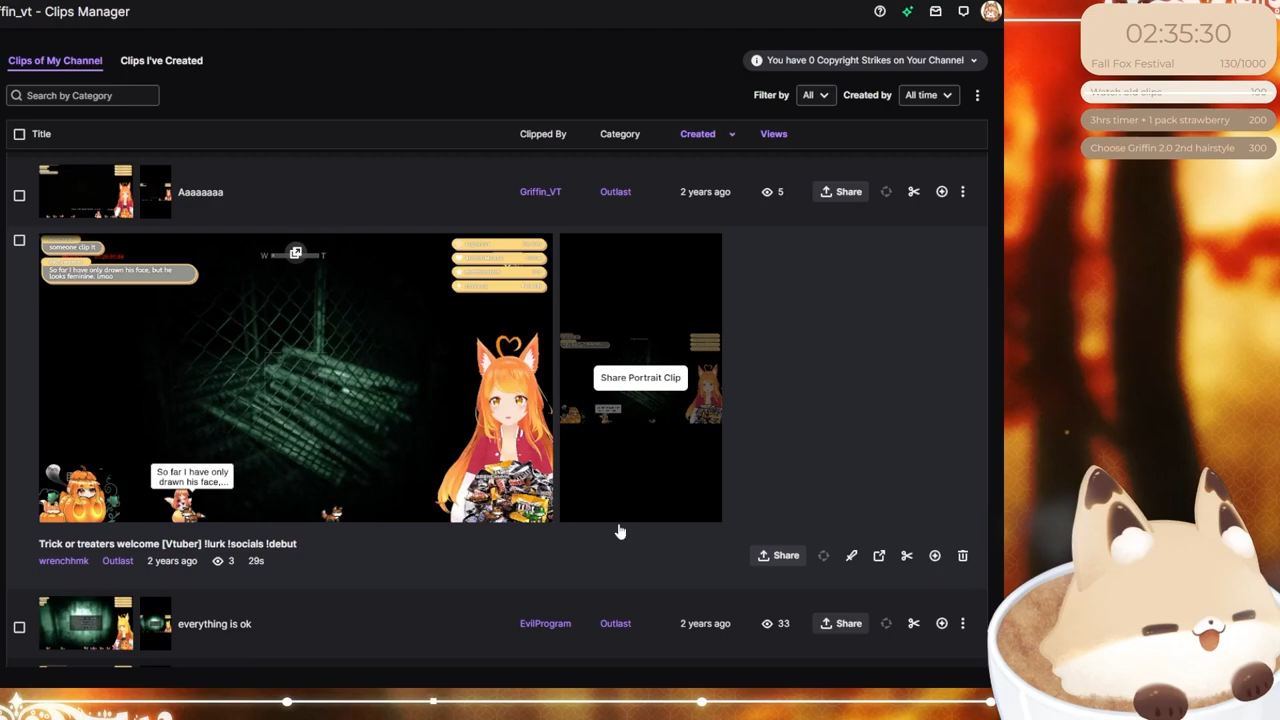 fin_vt - Clips Manager
Clips of My Channel
Clips I've Created
You have 0 Copyright Strikes on Your Channel
Search by Category
Filter by
All
Created by
All time
Title
Clipped By
Category
Created
Views
Aaaaaaa
Griffin_VT
Outlast
2 years ago
5
Share
someone clip it
So far I have only drawn his face, but he
looks feminine. lmao
W
T
So far I have only
drawn his face,...
Share Portrait Clip
Trick or treaters welcome [Vtuber] !lurk !socials !debut
wrenchhmk
Outlast
2 years ago
3
29s
Share
everything is ok
EvilProgram
Outlast
2 years ago
33
Share
02:35:30
Fall Fox Festival
130/1000
Watch old clips
100
3hrs timer + 1 pack strawberry
200
Choose Griffin 2.0 2nd hairstyle
300